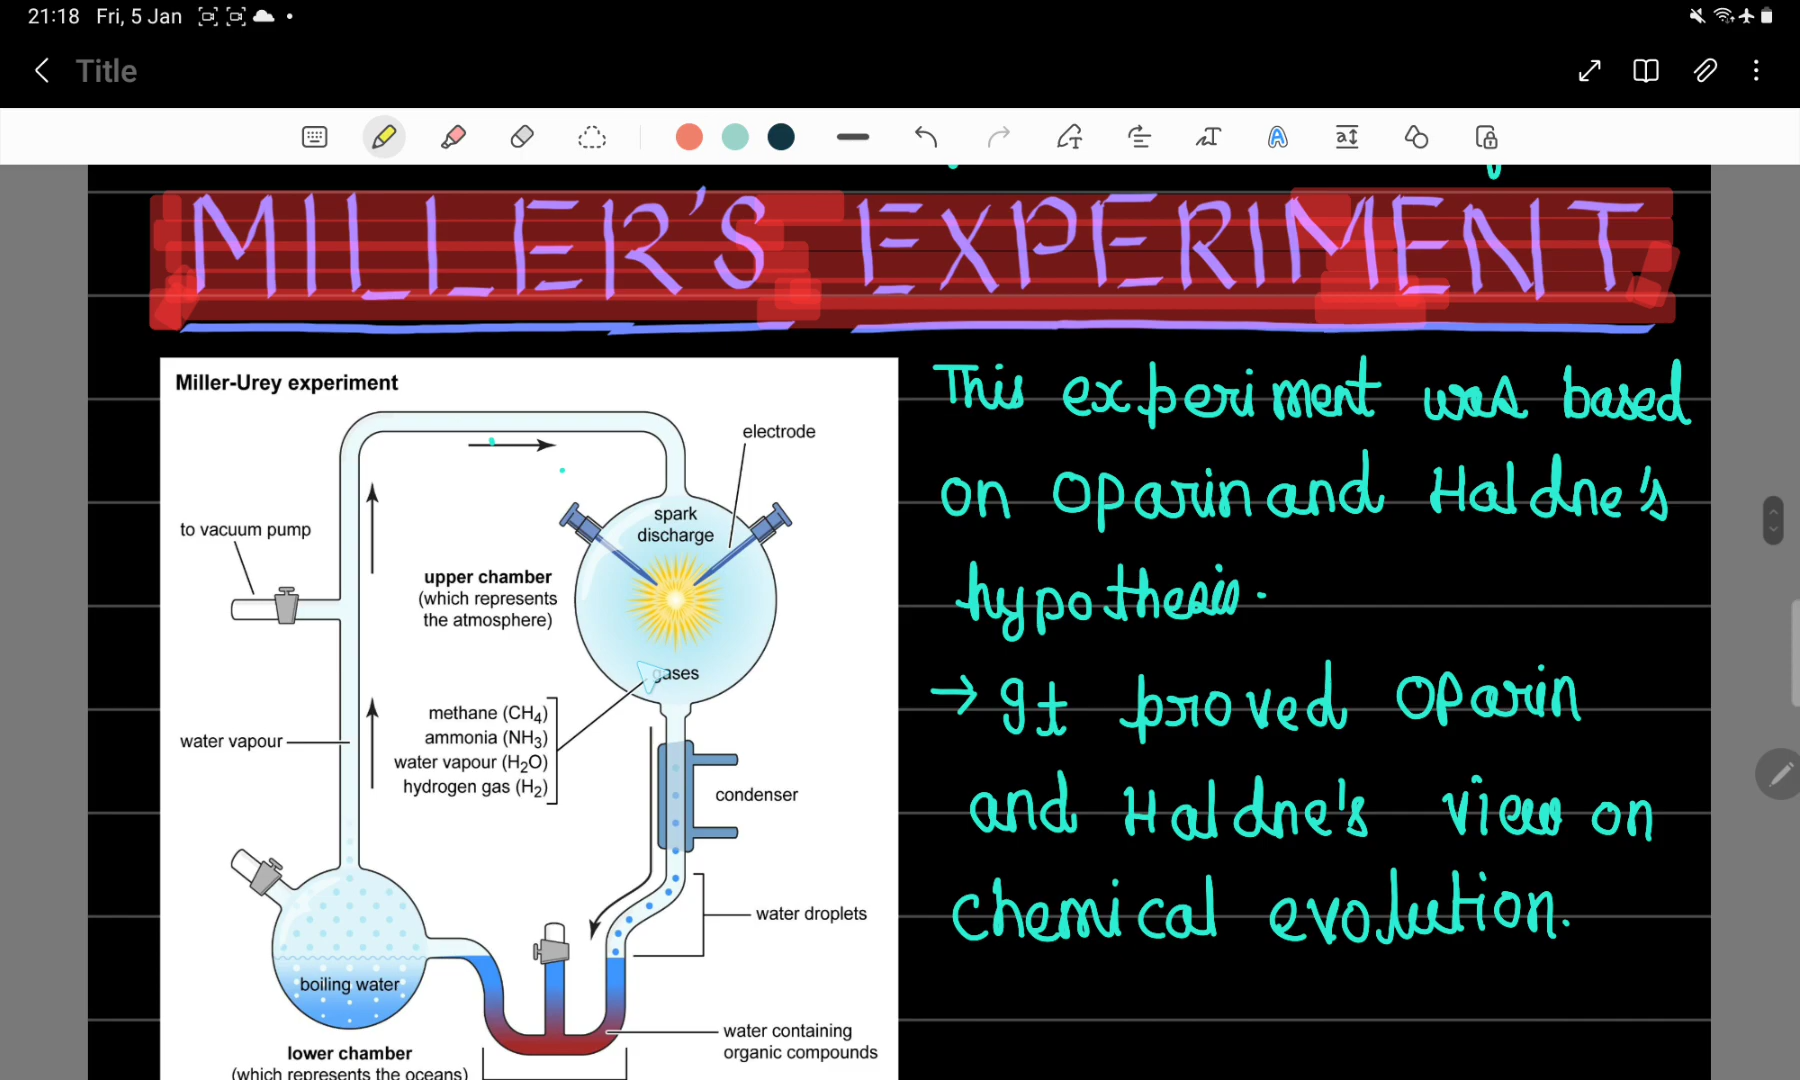 21:18 Fri, 5 Jan
Title
MILLER'S EXPERIMENT
Miller-Urey experiment
electrode
to vacuum pump
spark
discharge
upper chamber
(which represents
the atmosphere)
gases
methane (CH₄)
ammonia (NH₃)
water vapour (H₂O)
hydrogen gas (H₂)
water vapour
condenser
water droplets
boiling water
water containing
organic compounds
lower chamber
(which represents the oceans)
This experiment was based
on Oparin and Haldne's
hypothesis.
→ It proved Oparin
and Haldne's view on
chemical evolution.